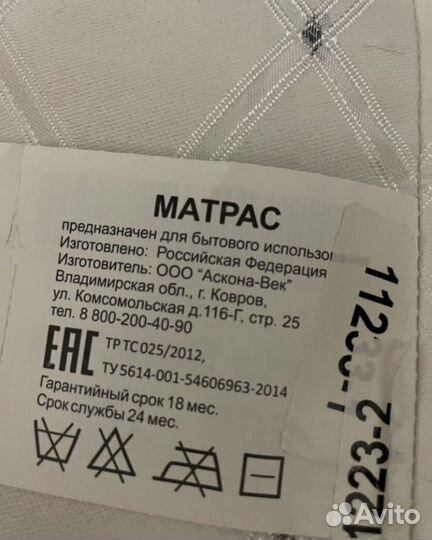 МАТРАС
предназначен для бытового использования
Изготовлено: Российская Федерация
Изготовитель: ООО "Аскона-Век"
Владимирская обл., г. Ковров,
ул. Комсомольская д.116-Г, стр. 25
тел. 8 800-200-40-90
ЕАС ТР ТС 025/2012,
ТУ 5614-001-54606963-2014
Гарантийный срок 18 мес.
Срок службы 24 мес.
Avito